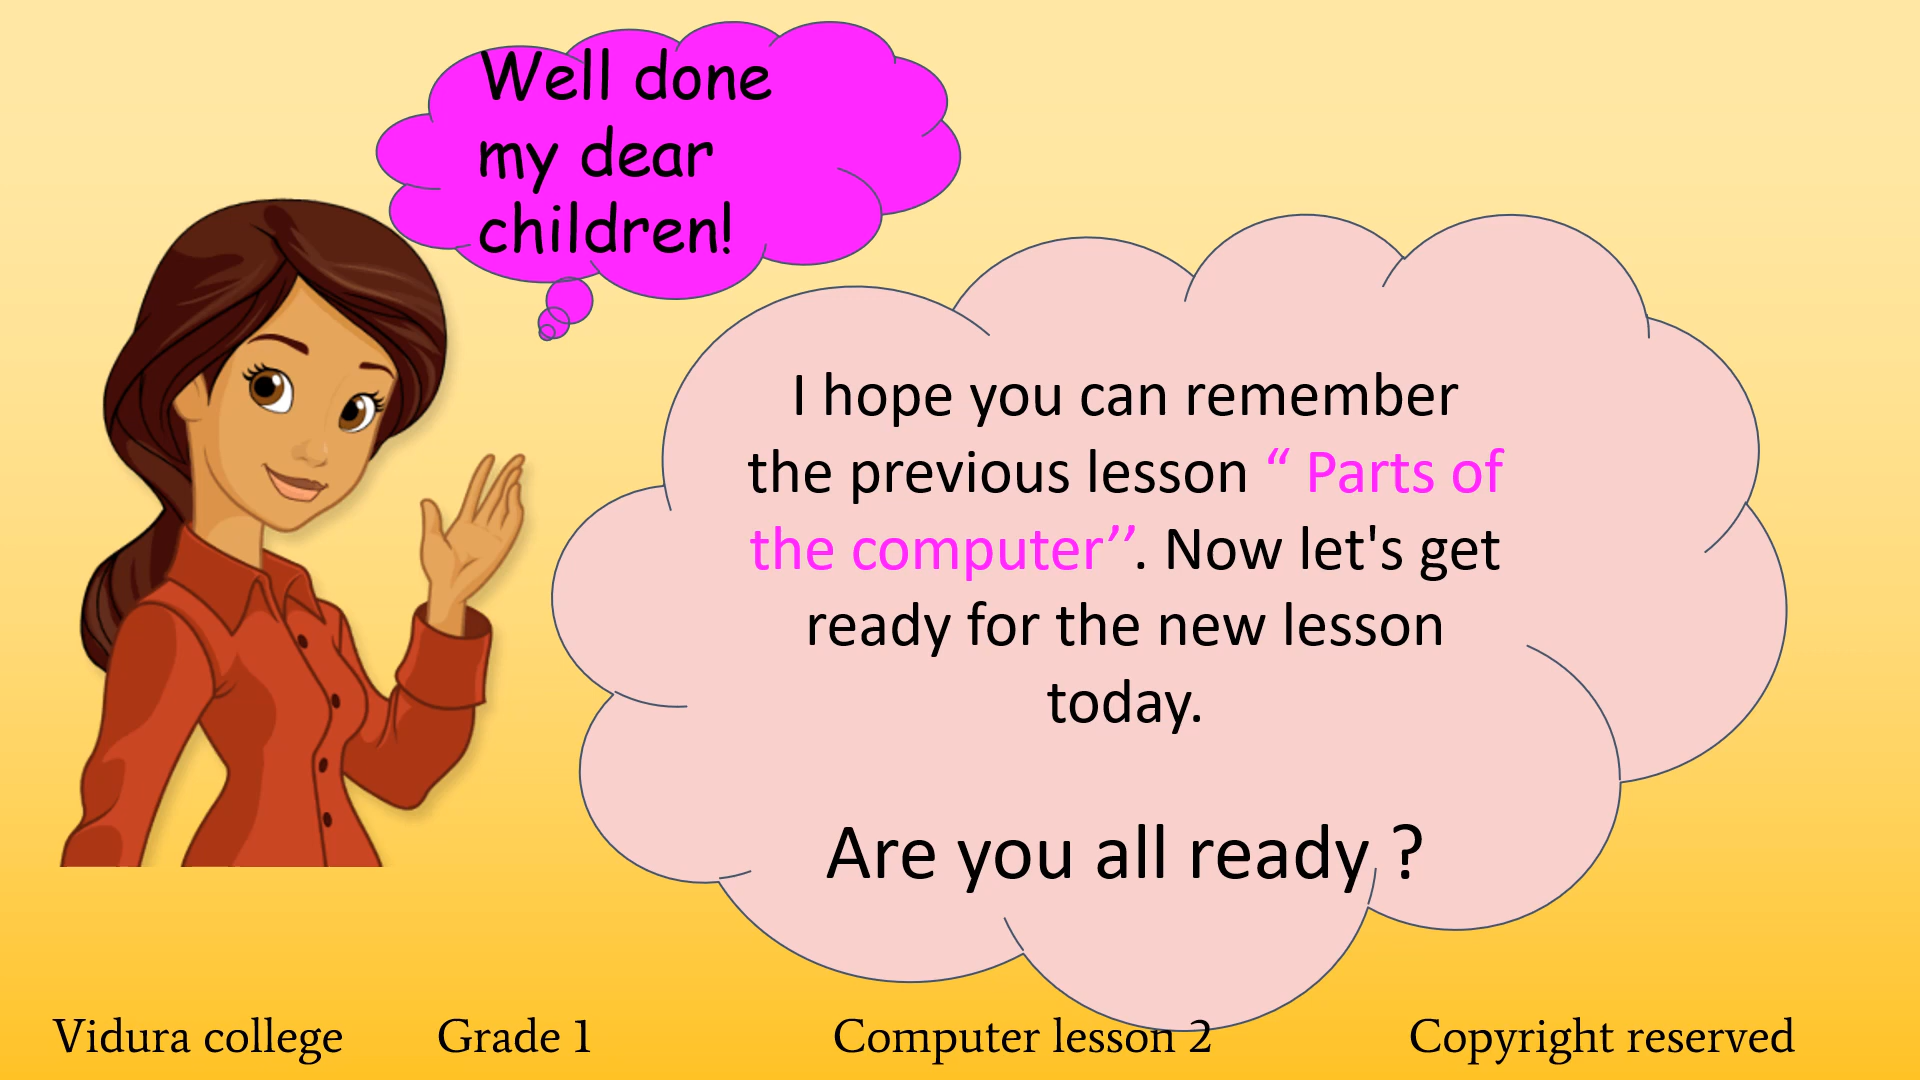 Well done
my dear
children!
I hope you can remember
the previous lesson “ Parts of
the computer’’. Now let's get
ready for the new lesson
today.
Are you all ready ?
Vidura college Grade 1 Computer lesson 2 Copyright reserved